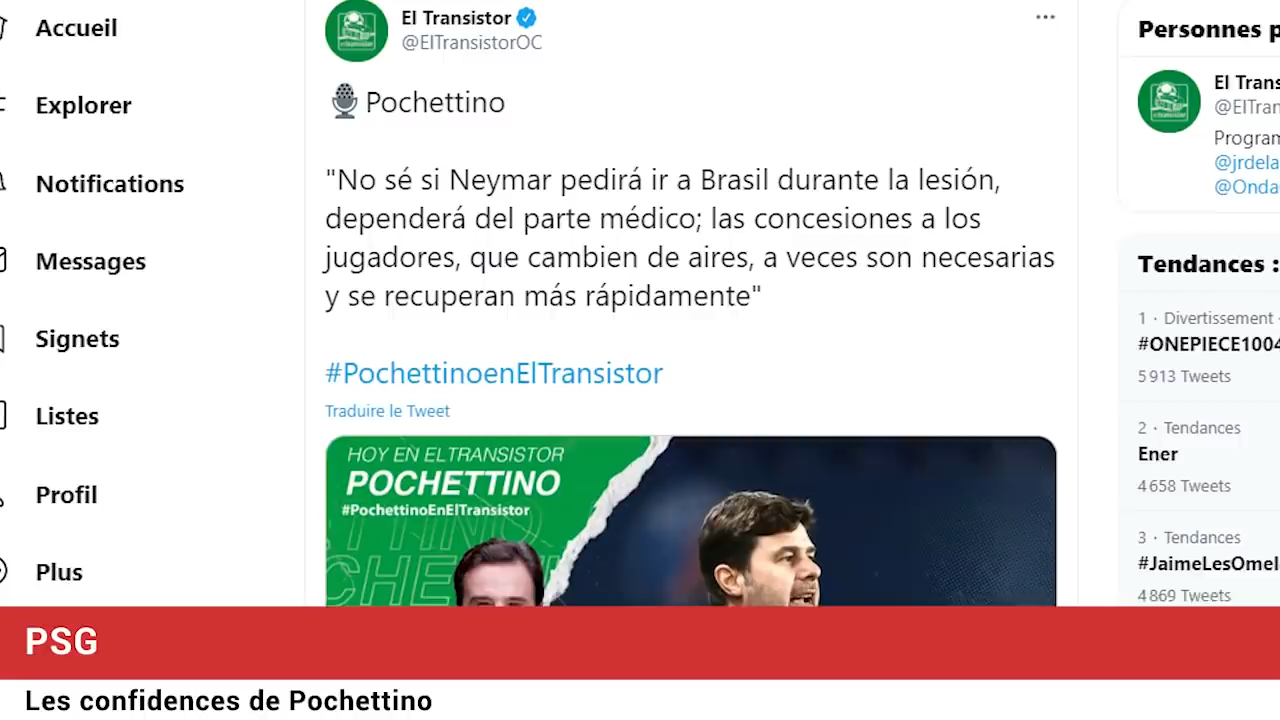 Accueil
Explorer
Notifications
Messages
Signets
Listes
Profil
Plus
El Transistor
@ElTransistorOC
Pochettino
"No sé si Neymar pedirá ir a Brasil durante la lesión,
dependerá del parte médico; las concesiones a los
jugadores, que cambien de aires, a veces son necesarias
y se recuperan más rápidamente"
#PochettinoenElTransistor
Traduire le Tweet
HOY EN EL TRANSISTOR
POCHETTINO
#PochettinoEnElTransistor
Personnes p
El Trans
@ElTran
Program
@jrdela
@Onda
Tendances :
1 · Divertissement ·
#ONEPIECE1004
5 913 Tweets
2 · Tendances
Ener
4 658 Tweets
3 · Tendances
#JaimeLesOmel
4 869 Tweets
PSG
Les confidences de Pochettino